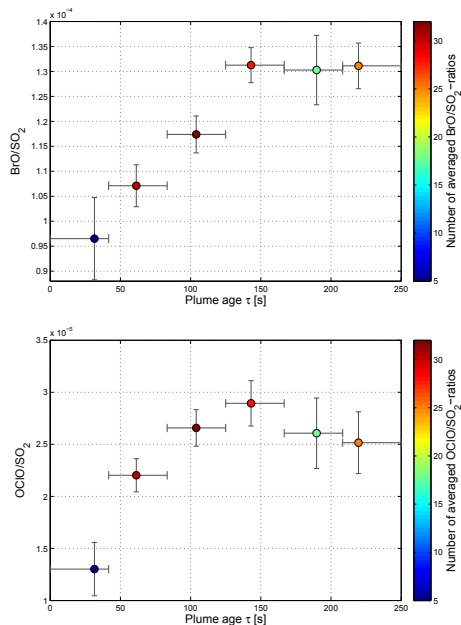 x 10⁻⁴
1.4
1.35
1.3
1.25
1.2
1.15
1.1
1.05
1
0.95
0.9
BrO/SO₂
0 50 100 150 200 250
Plume age τ [s]
30
25
20
15
10
5
Number of averaged BrO/SO₂-ratios
x 10⁻⁵
3.5
3
2.5
2
1.5
1
OClO/SO₂
0 50 100 150 200 250
Plume age τ [s]
30
25
20
15
10
5
Number of averaged OClO/SO₂-ratios